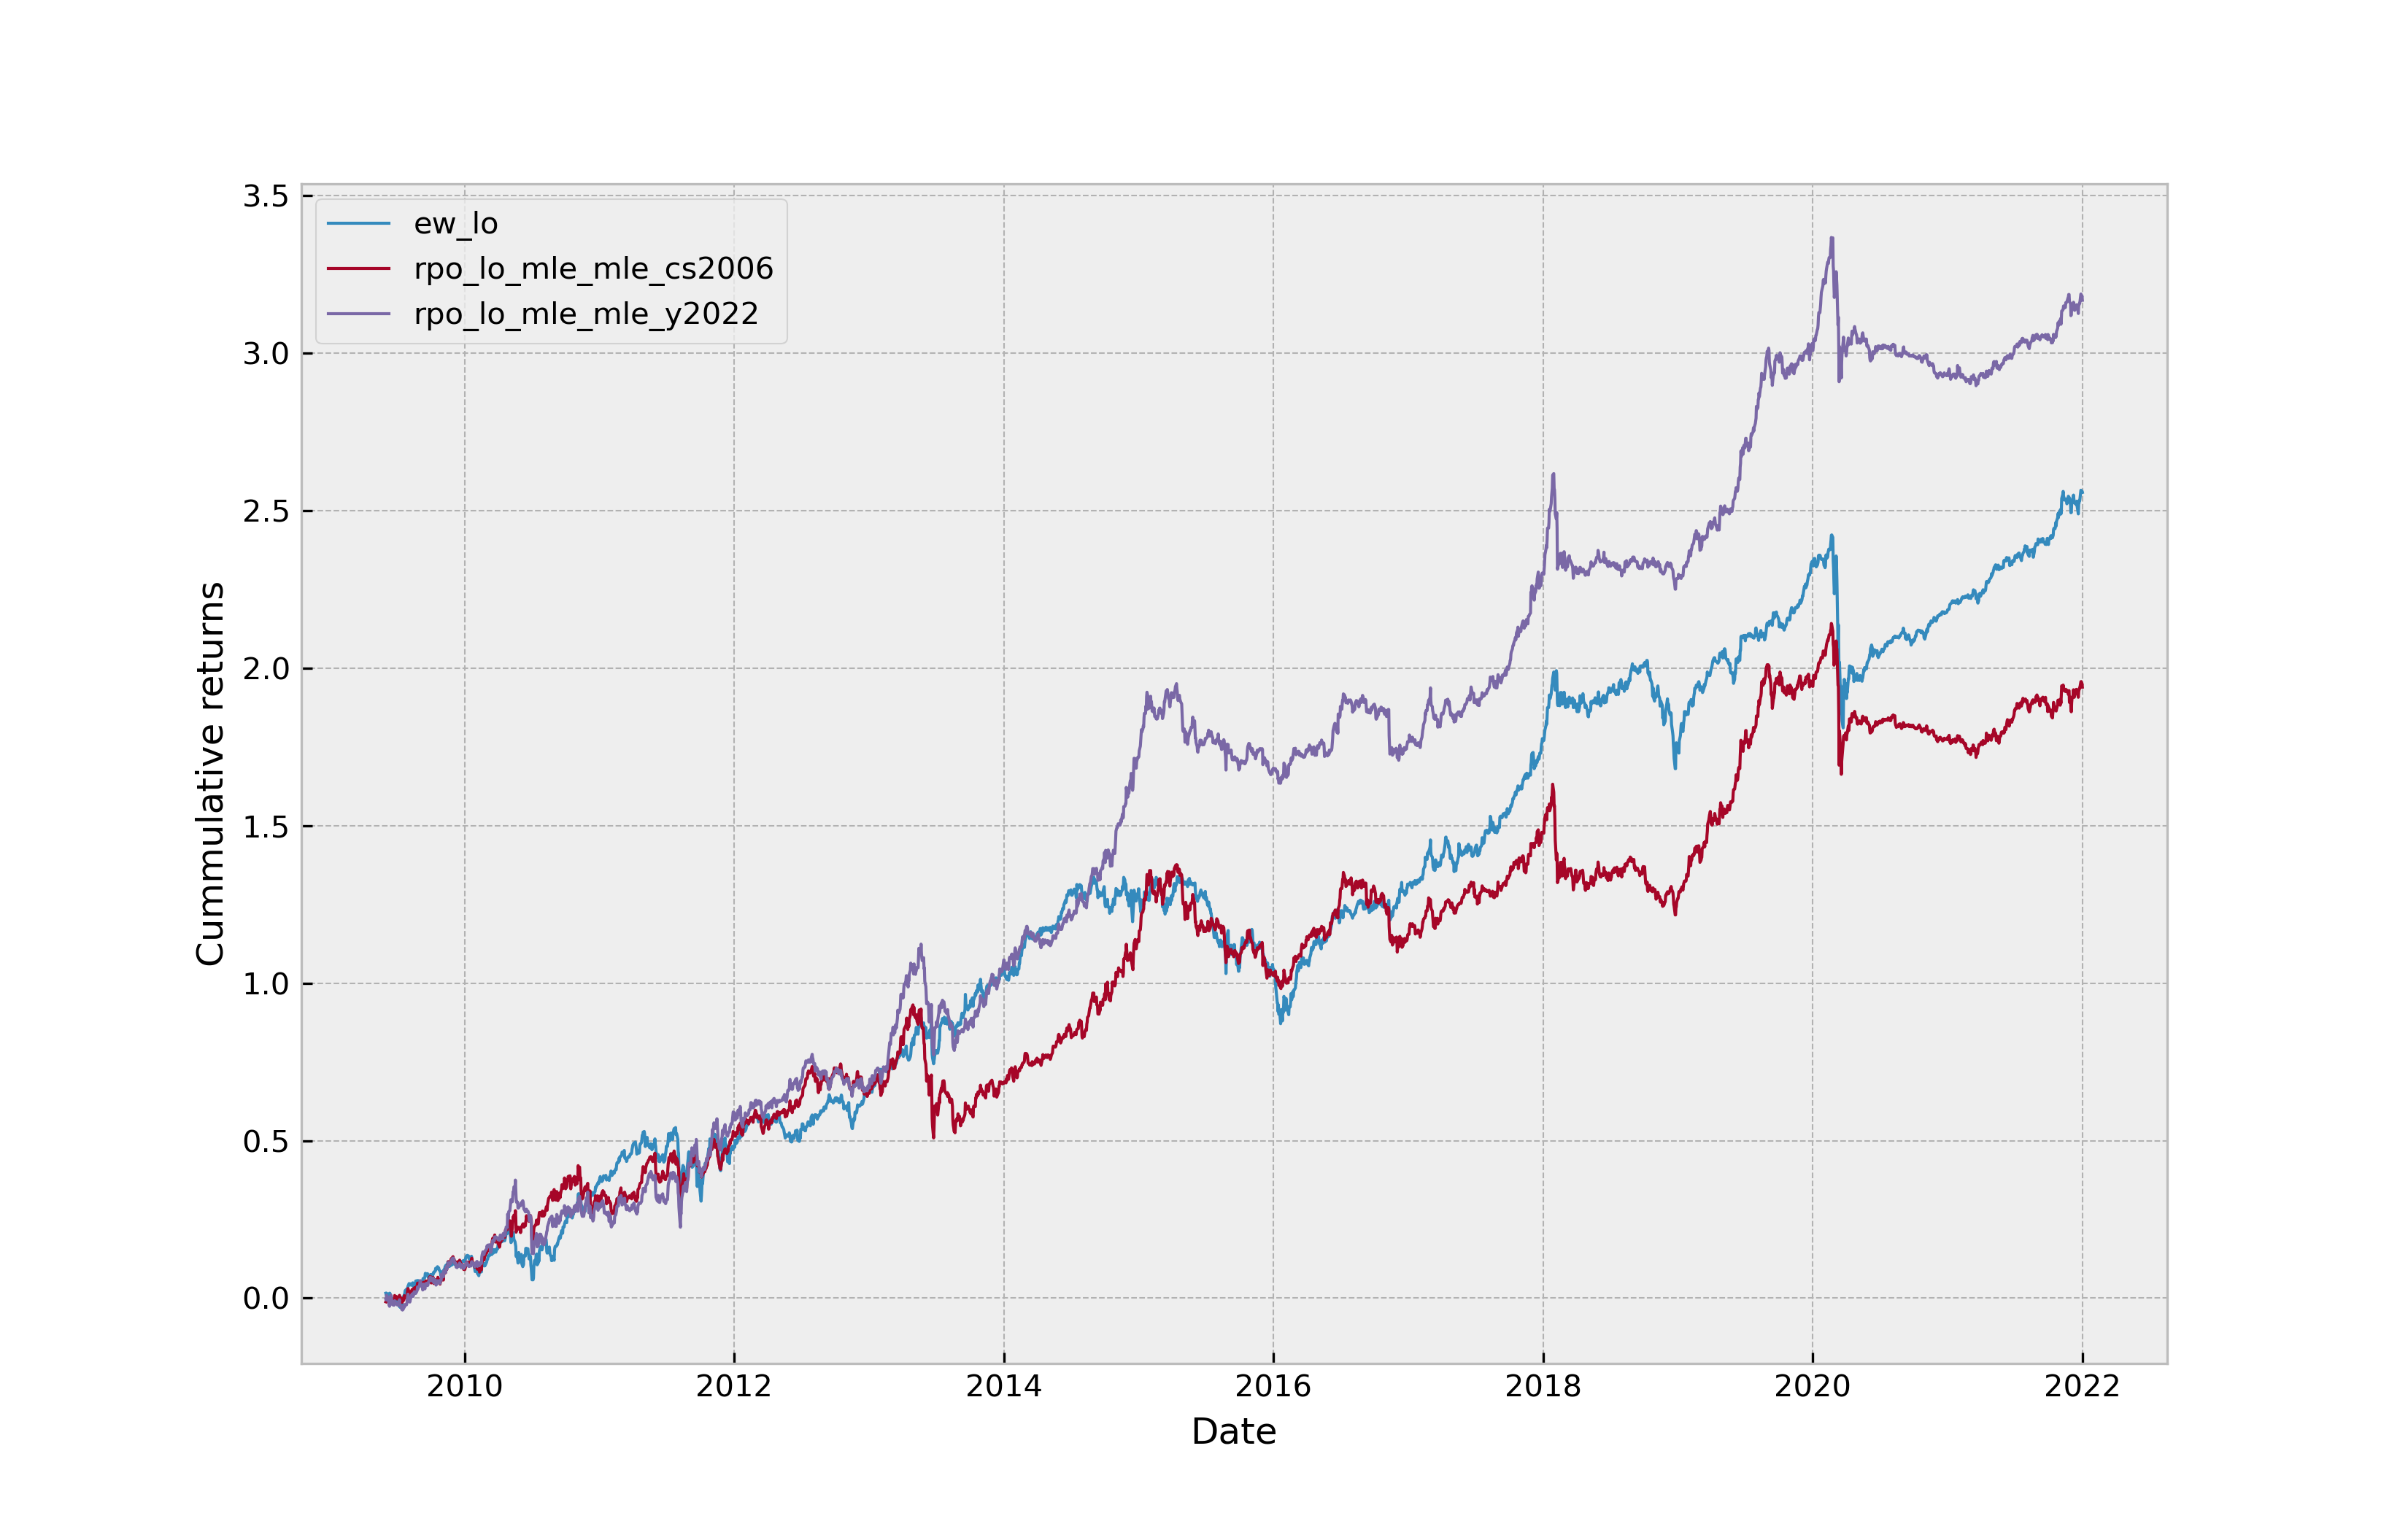 3.5
3.0
2.5
2.0
1.5
1.0
0.5
0.0
Cummulative returns
ew_lo
rpo_lo_mle_mle_cs2006
rpo_lo_mle_mle_y2022
2010 2012 2014 2016 2018 2020 2022
Date